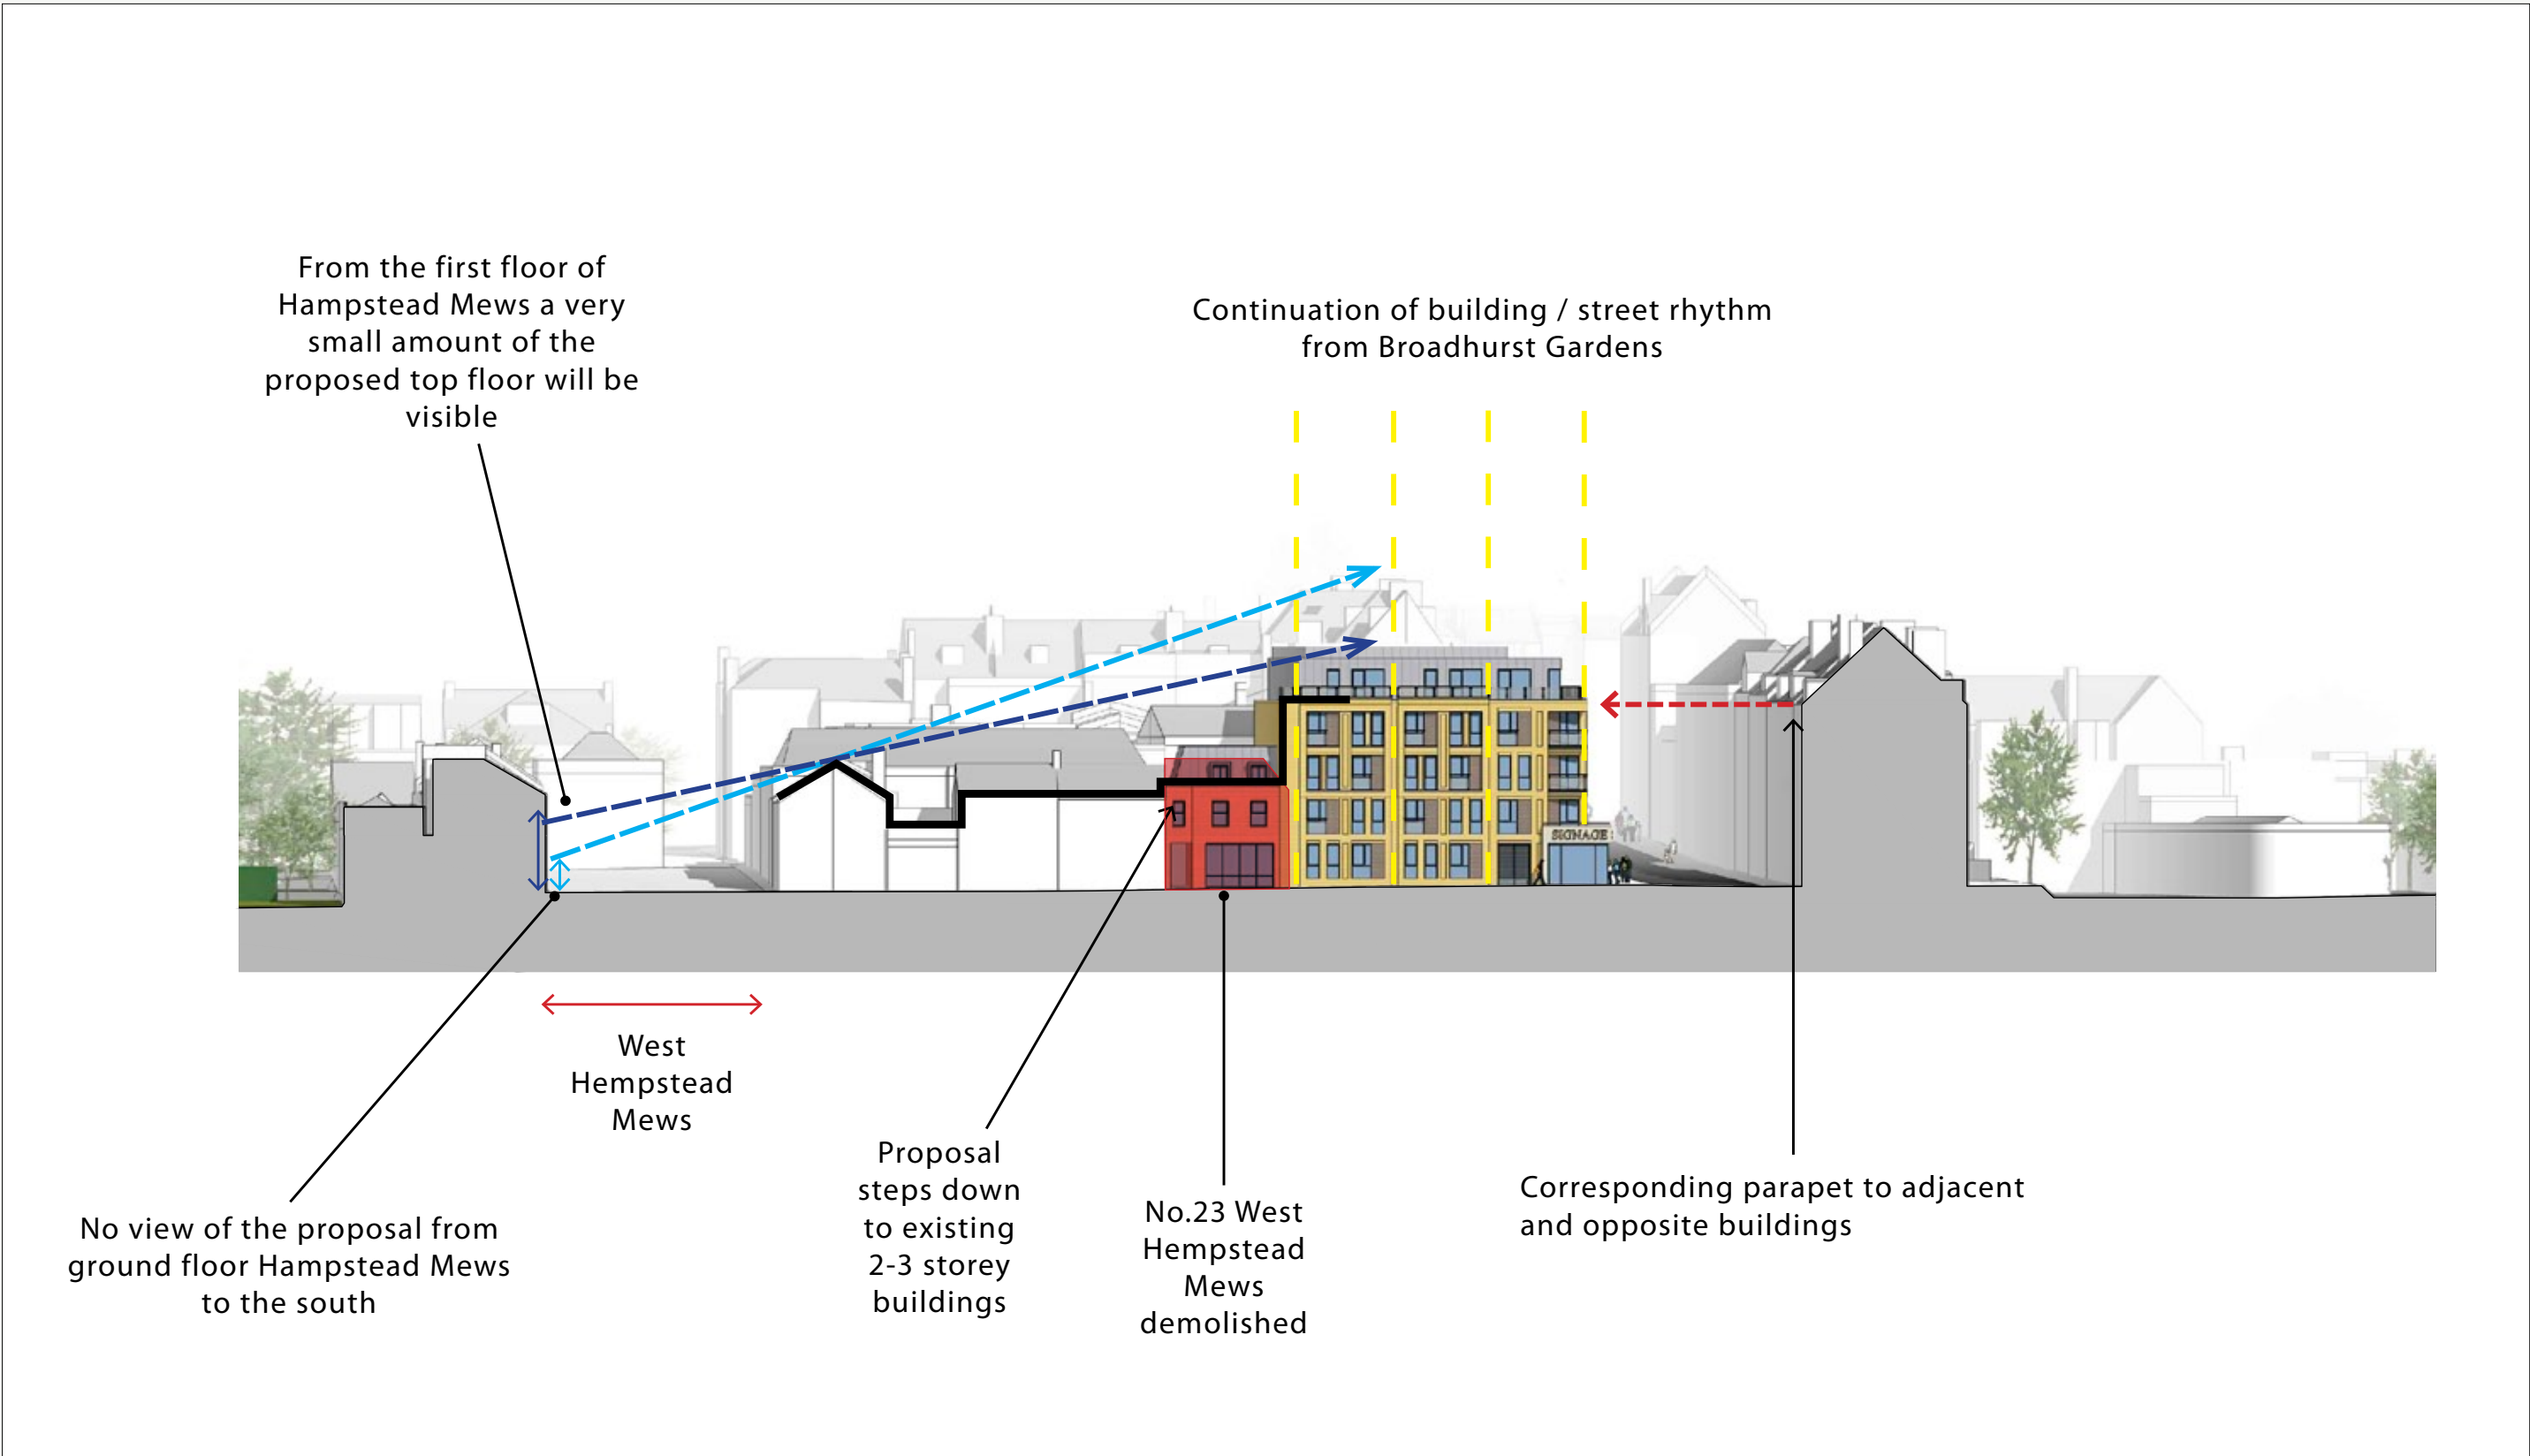 From the first floor of
Hampstead Mews a very
small amount of the
proposed top floor will be
visible
Continuation of building / street rhythm
from Broadhurst Gardens
SIGNAGE
West
Hempstead
Mews
No view of the proposal from
ground floor Hampstead Mews
to the south
Proposal
steps down
to existing
2-3 storey
buildings
No.23 West
Hempstead
Mews
demolished
Corresponding parapet to adjacent
and opposite buildings